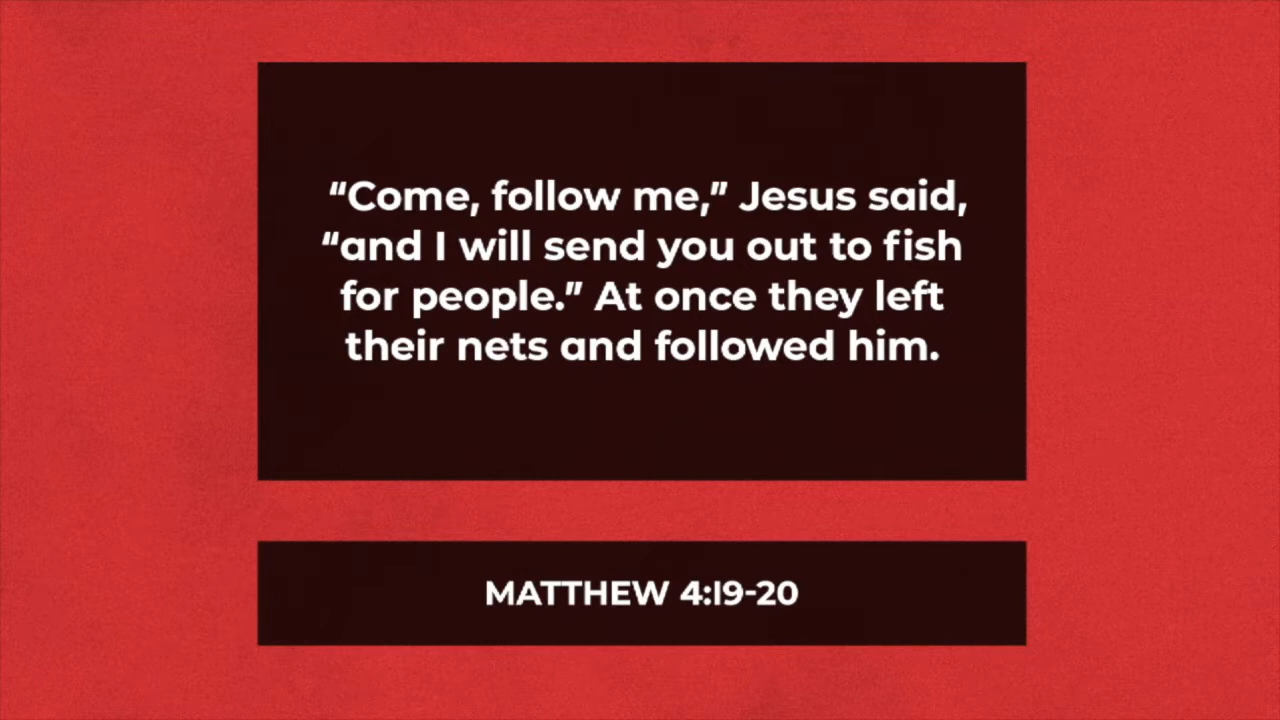 “Come, follow me,” Jesus said,
“and I will send you out to fish
for people.” At once they left
their nets and followed him.
MATTHEW 4:19-20